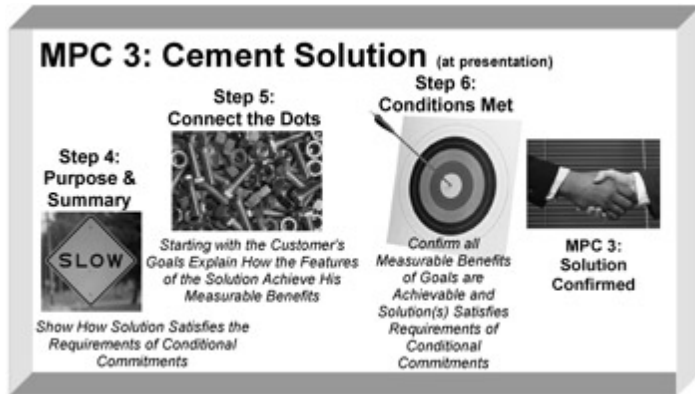 MPC 3: Cement Solution (at presentation)
Step 4:
Purpose &
Summary
SLOW
Show How Solution Satisfies the
Requirements of Conditional
Commitments
Step 5:
Connect the Dots
Starting with the Customer's
Goals Explain How the Features
of the Solution Achieve His
Measurable Benefits
Step 6:
Conditions Met
Confirm all
Measurable Benefits
of Goals are
Achievable and
Solution(s) Satisfies
Requirements of
Conditional
Commitments
MPC 3:
Solution
Confirmed